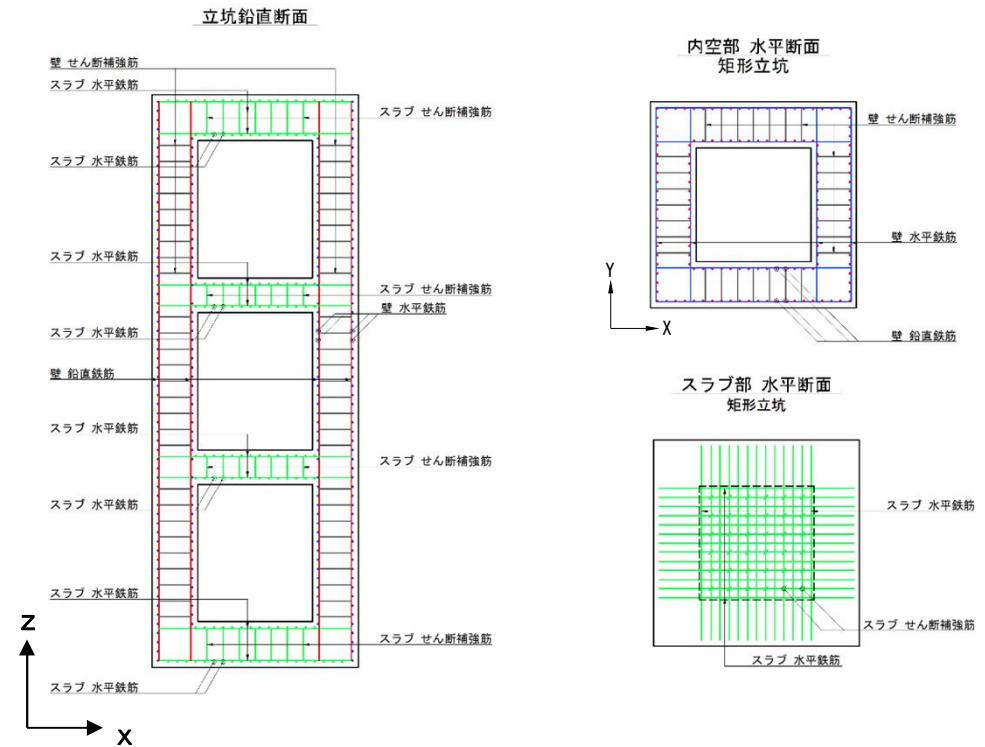 立坑鉛直断面
壁 せん断補強筋
スラブ 水平鉄筋
スラブ せん断補強筋
スラブ 水平鉄筋
スラブ 水平鉄筋
スラブ せん断補強筋
壁 水平鉄筋
スラブ 水平鉄筋
壁 鉛直鉄筋
スラブ 水平鉄筋
スラブ せん断補強筋
スラブ 水平鉄筋
スラブ 水平鉄筋
スラブ せん断補強筋
スラブ 水平鉄筋
Z
X
内空部 水平断面
矩形立坑
壁 せん断補強筋
壁 水平鉄筋
Y
X
壁 鉛直鉄筋
スラブ部 水平断面
矩形立坑
スラブ 水平鉄筋
スラブ せん断補強筋
スラブ 水平鉄筋